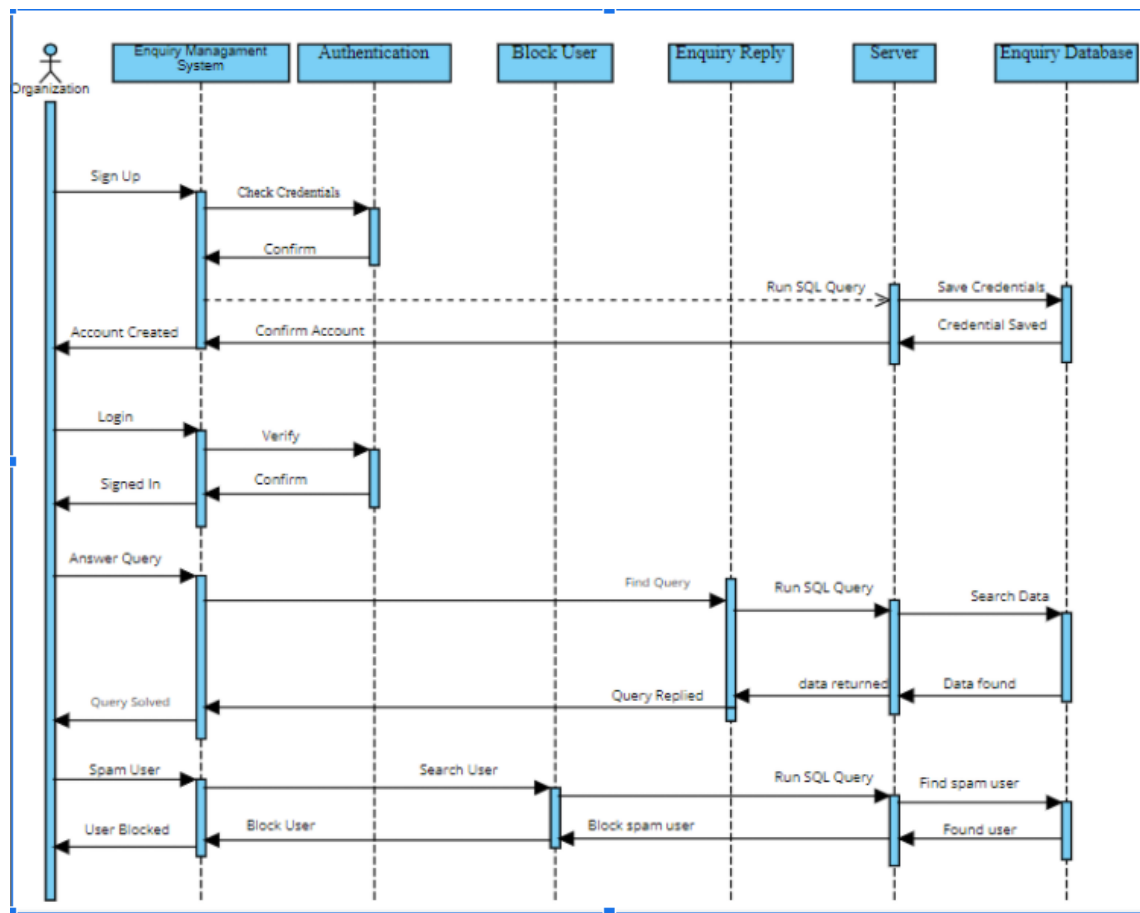 Enquiry Managament
System
Authentication
Block User
Enquiry Reply
Server
Enquiry Database
Organization
Sign Up
Check Credentials
Confirm
Run SQL Query
Save Credentials
Account Created
Confirm Account
Credential Saved
Login
Verify
Signed In
Confirm
Answer Query
Find Query
Run SQL Query
Search Data
Query Solved
Query Replied
data returned
Data found
Spam User
Search User
Run SQL Query
Find spam user
User Blocked
Block User
Block spam user
Found user